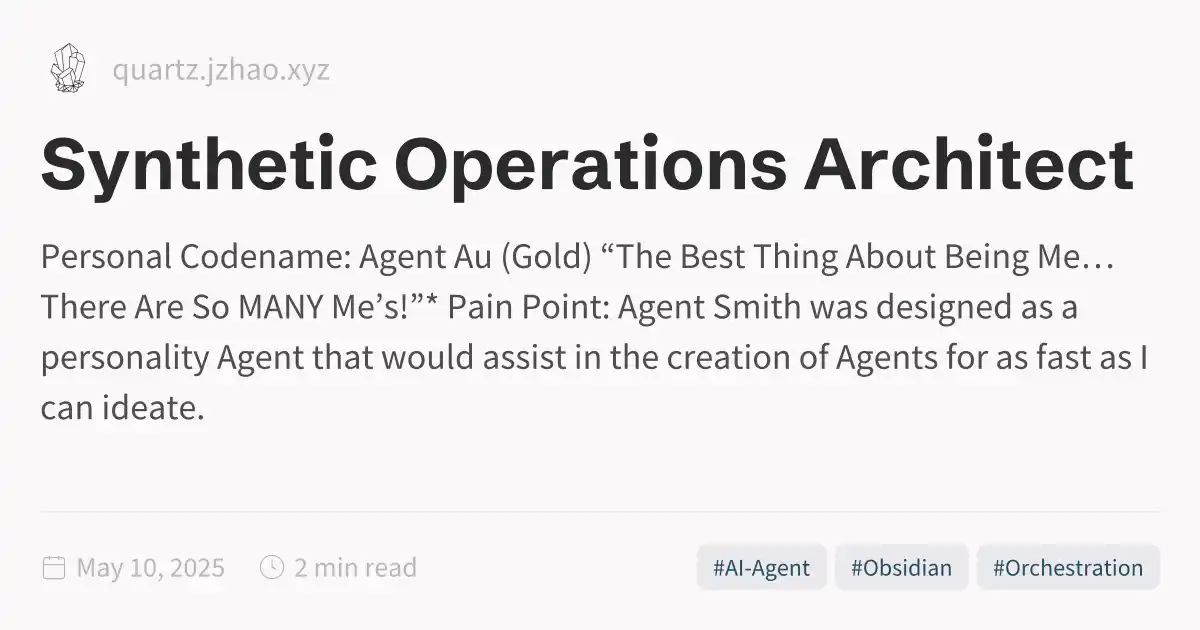 quartz.jzhao.xyz
Synthetic Operations Architect
Personal Codename: Agent Au (Gold) “The Best Thing About Being Me…
There Are So MANY Me’s!”* Pain Point: Agent Smith was designed as a
personality Agent that would assist in the creation of Agents for as fast as I
can ideate.
May 10, 2025 2 min read #AI-Agent #Obsidian #Orchestration